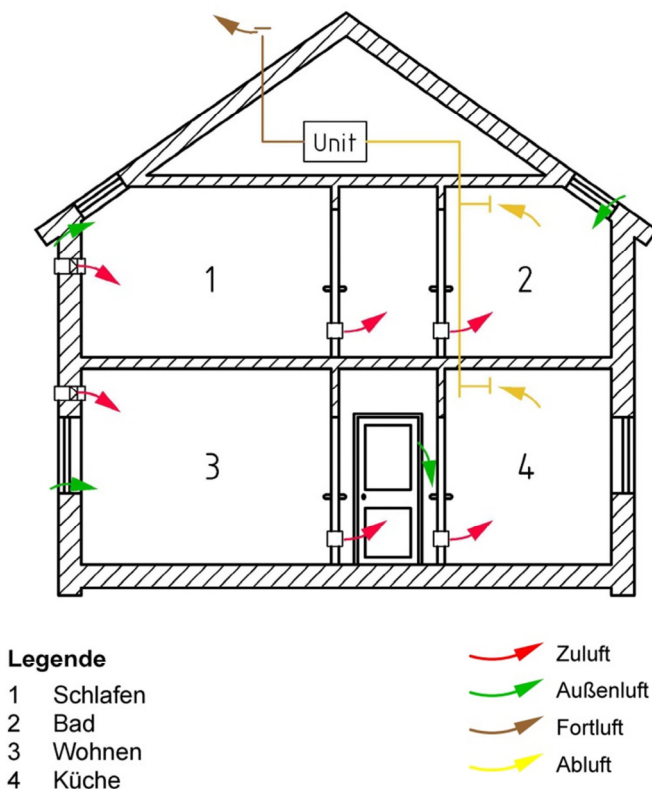 Unit
1
2
3
4
Legende
1 Schlafen
2 Bad
3 Wohnen
4 Küche
Zuluft
Außenluft
Fortluft
Abluft